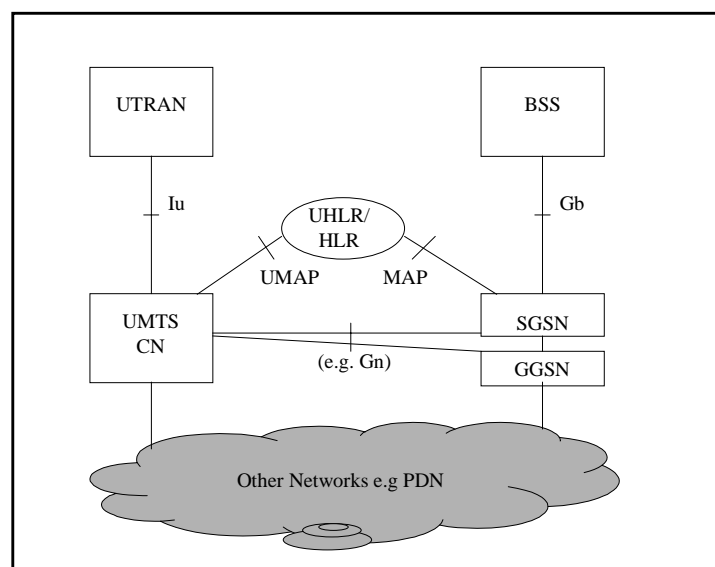 UTRAN
BSS
Iu
Gb
UHLR/
HLR
UMAP
MAP
UMTS
CN
SGSN
(e.g. Gn)
GGSN
Other Networks e.g PDN